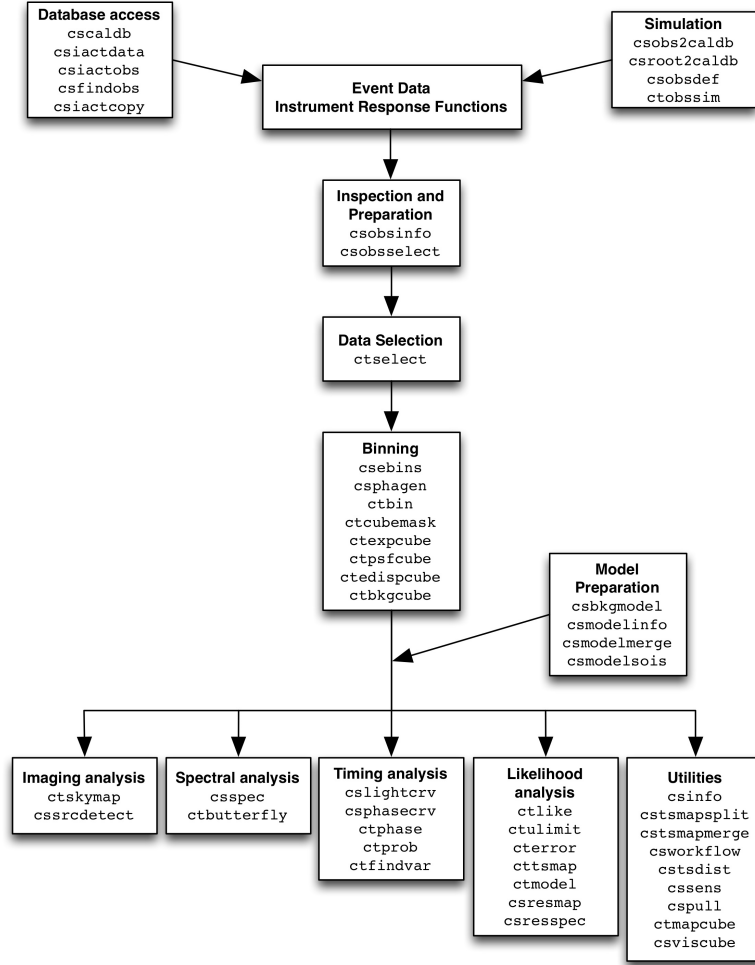 Database access
cscaldb
csiactdata
csiactobs
csfindobs
csiactcopy
Simulation
csobs2caldb
csroot2caldb
csobsdef
ctobssim
Event Data
Instrument Response Functions
Inspection and
Preparation
csobsinfo
csobsselect
Data Selection
ctselect
Binning
csebins
csphagen
ctbin
ctcubemask
ctexpcube
ctpsfcube
ctedispcube
ctbkgcube
Model
Preparation
csbkgmodel
csmodelinfo
csmodelmerge
csmodelsois
Imaging analysis
ctskymap
cssrcdetect
Spectral analysis
csspec
ctbutterfly
Timing analysis
cslightcrv
csphasecrv
ctphase
ctprob
ctfindvar
Likelihood
analysis
ctlike
ctulimit
cterror
cttsmap
ctmodel
csresmap
csresspec
Utilities
csinfo
cstsmapsplit
cstsmapmerge
csworkflow
cstsdist
cssens
cspull
ctmapcube
csviscube